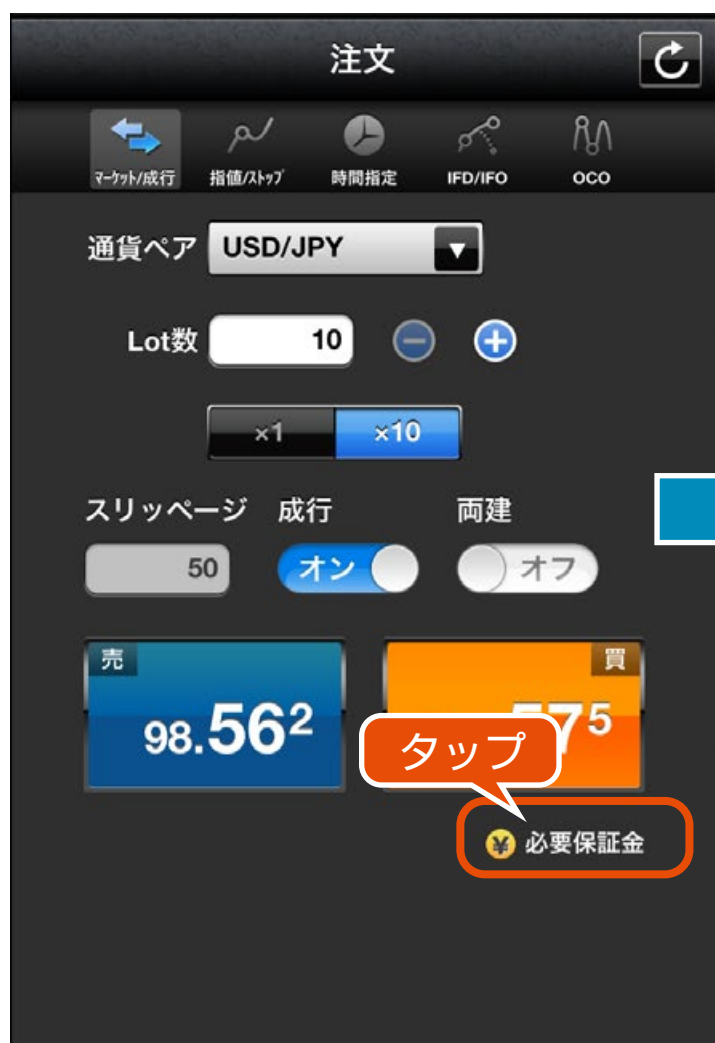 注文
マーケット/成行 指値/ストップ 時間指定 IFD/IFO OCO
通貨ペア USD/JPY
Lot数 10
×1 ×10
スリッページ 成行 両建
50 オン オフ
売 買
98.562 575
タップ
必要保証金